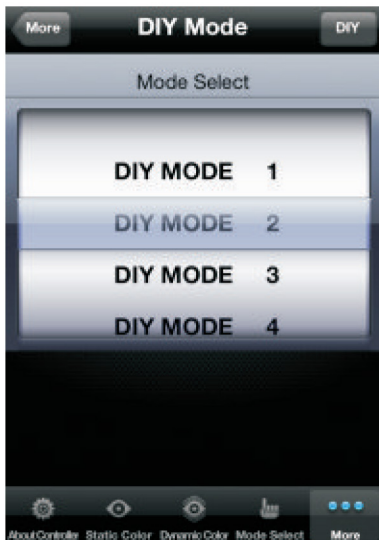 More DIY Mode DIY
Mode Select
DIY MODE 1
DIY MODE 2
DIY MODE 3
DIY MODE 4
About Controller Static Color Dynamic Color Mode Select More